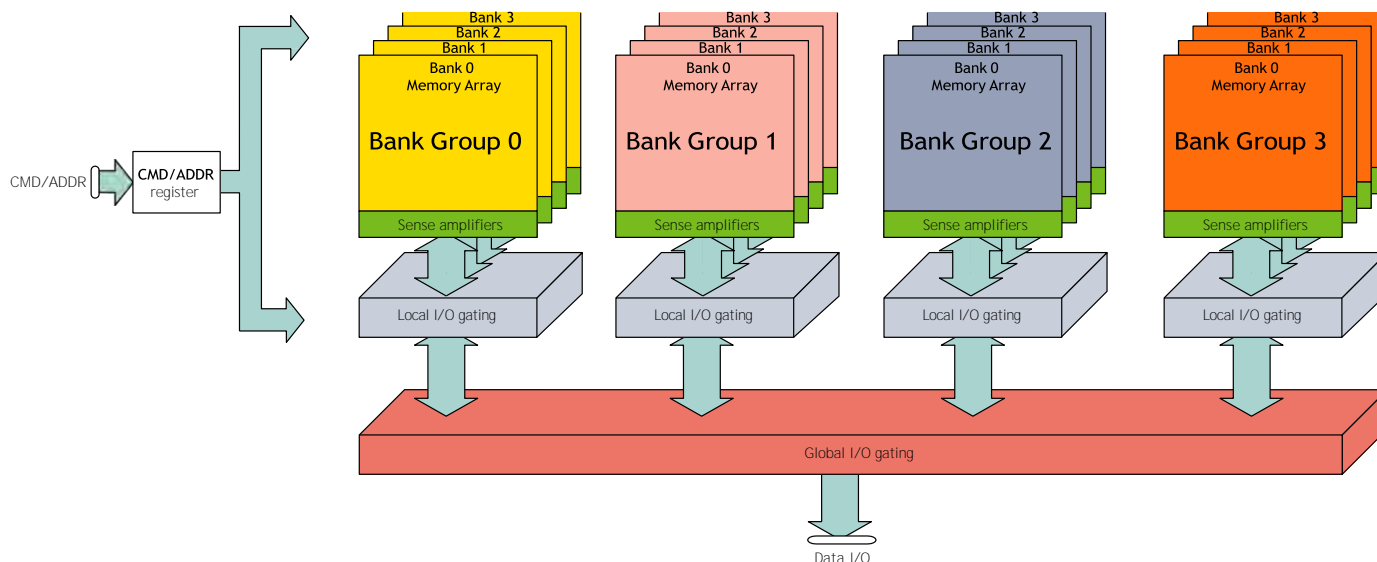 Bank 3
Bank 2
Bank 1
Bank 0
Memory Array
Bank Group 0
Sense amplifiers
Local I/O gating
Bank 3
Bank 2
Bank 1
Bank 0
Memory Array
Bank Group 1
Sense amplifiers
Local I/O gating
Bank 3
Bank 2
Bank 1
Bank 0
Memory Array
Bank Group 2
Sense amplifiers
Local I/O gating
Bank 3
Bank 2
Bank 1
Bank 0
Memory Array
Bank Group 3
Sense amplifiers
Local I/O gating
CMD/ADDR
CMD/ADDR
register
Global I/O gating
Data I/O